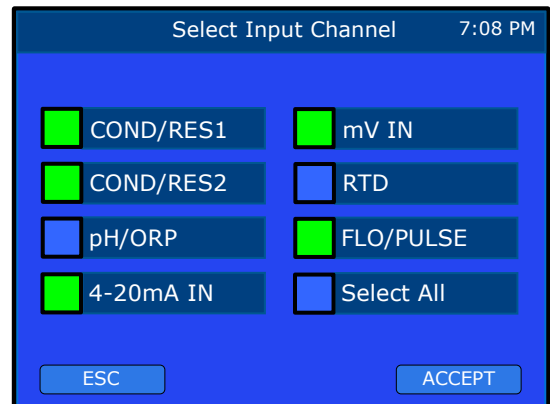 Select Input Channel 7:08 PM
COND/RES1 mV IN
COND/RES2 RTD
pH/ORP FLO/PULSE
4-20mA IN Select All
ESC ACCEPT